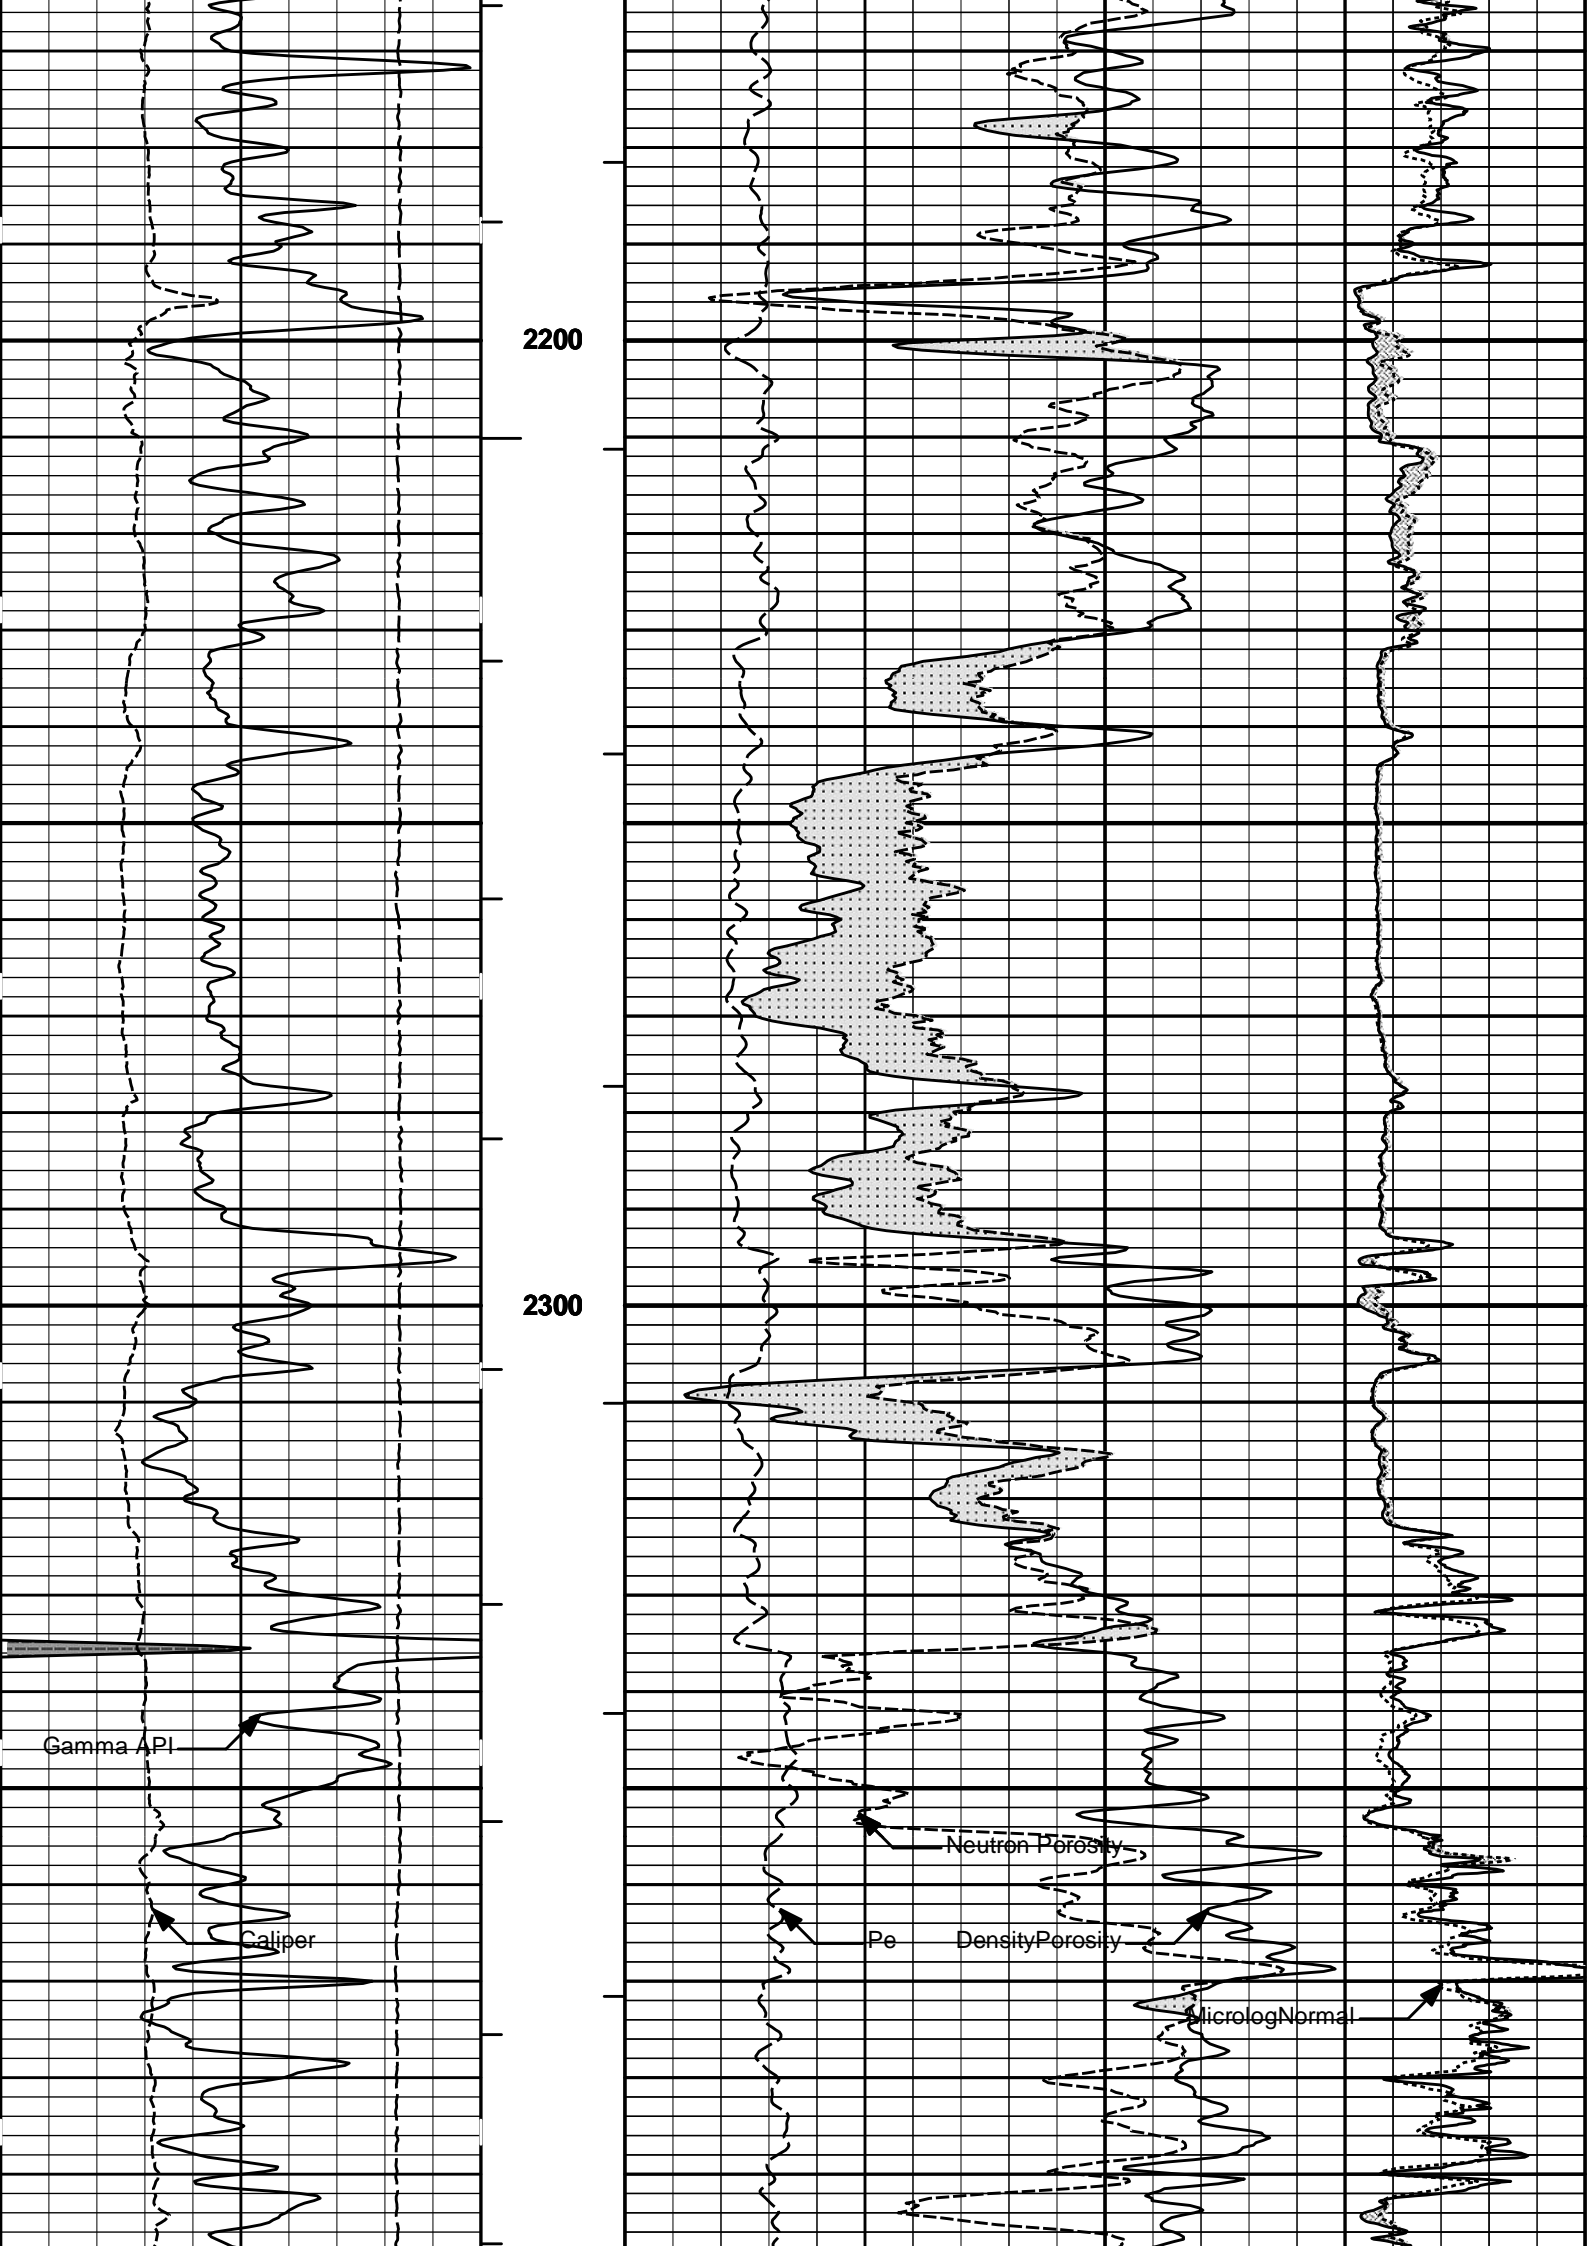 2200
2300
Gamma API
Neutron Porosity
Caliper
Pe
DensityPorosity
MicrologNormal